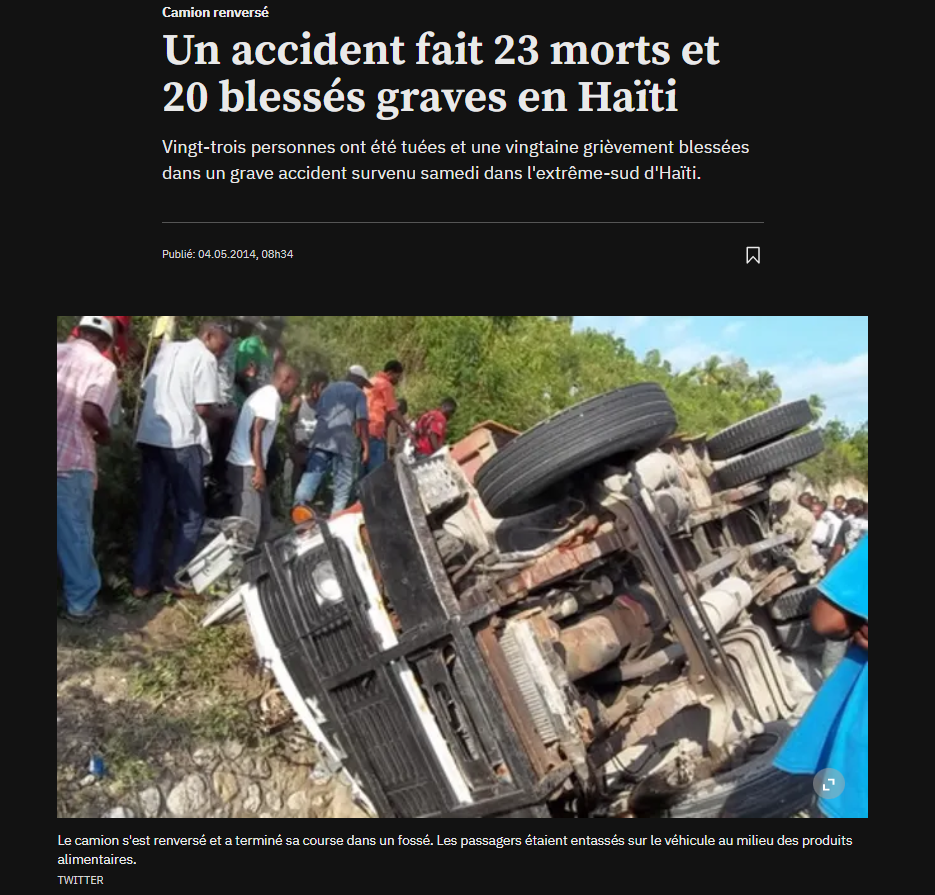 Camion renversé
Un accident fait 23 morts et
20 blessés graves en Haïti
Vingt-trois personnes ont été tuées et une vingtaine grièvement blessées
dans un grave accident survenu samedi dans l'extrême-sud d'Haïti.
Publié: 04.05.2014, 08h34
Le camion s'est renversé et a terminé sa course dans un fossé. Les passagers étaient entassés sur le véhicule au milieu des produits
alimentaires.
TWITTER